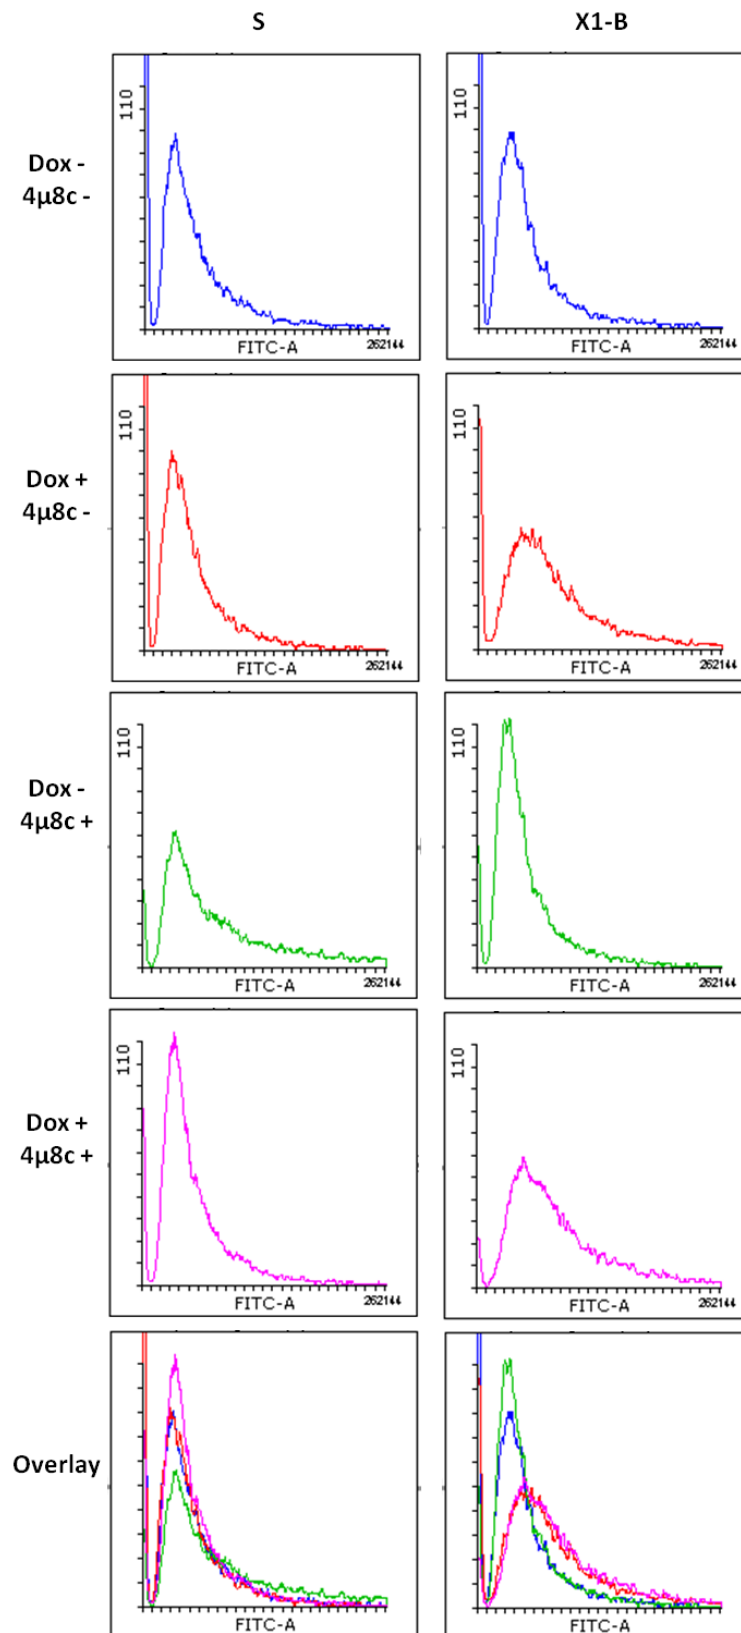 S X1-B
Dox -
4µ8c -
110 110
FITC-A 262144 FITC-A 262144
Dox +
4µ8c -
110 110
FITC-A 262144 FITC-A 262144
Dox -
4µ8c +
110 110
FITC-A 262144 FITC-A 262144
Dox +
4µ8c +
110 110
FITC-A 262144 FITC-A 262144
Overlay
FITC-A FITC-A